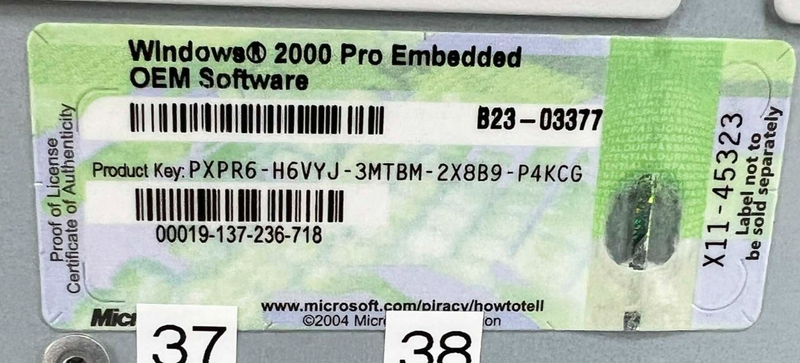 Windows® 2000 Pro Embedded
OEM Software
B23-03377
Product Key: PXPR6-H6VYJ-3MTBM-2X8B9-P4KCG
00019-137-236-718
www.microsoft.com/piracy/howtotell
©2004
Proof of License
Certificate of Authenticity
X11-45323
Label not to
be sold separately
37
38